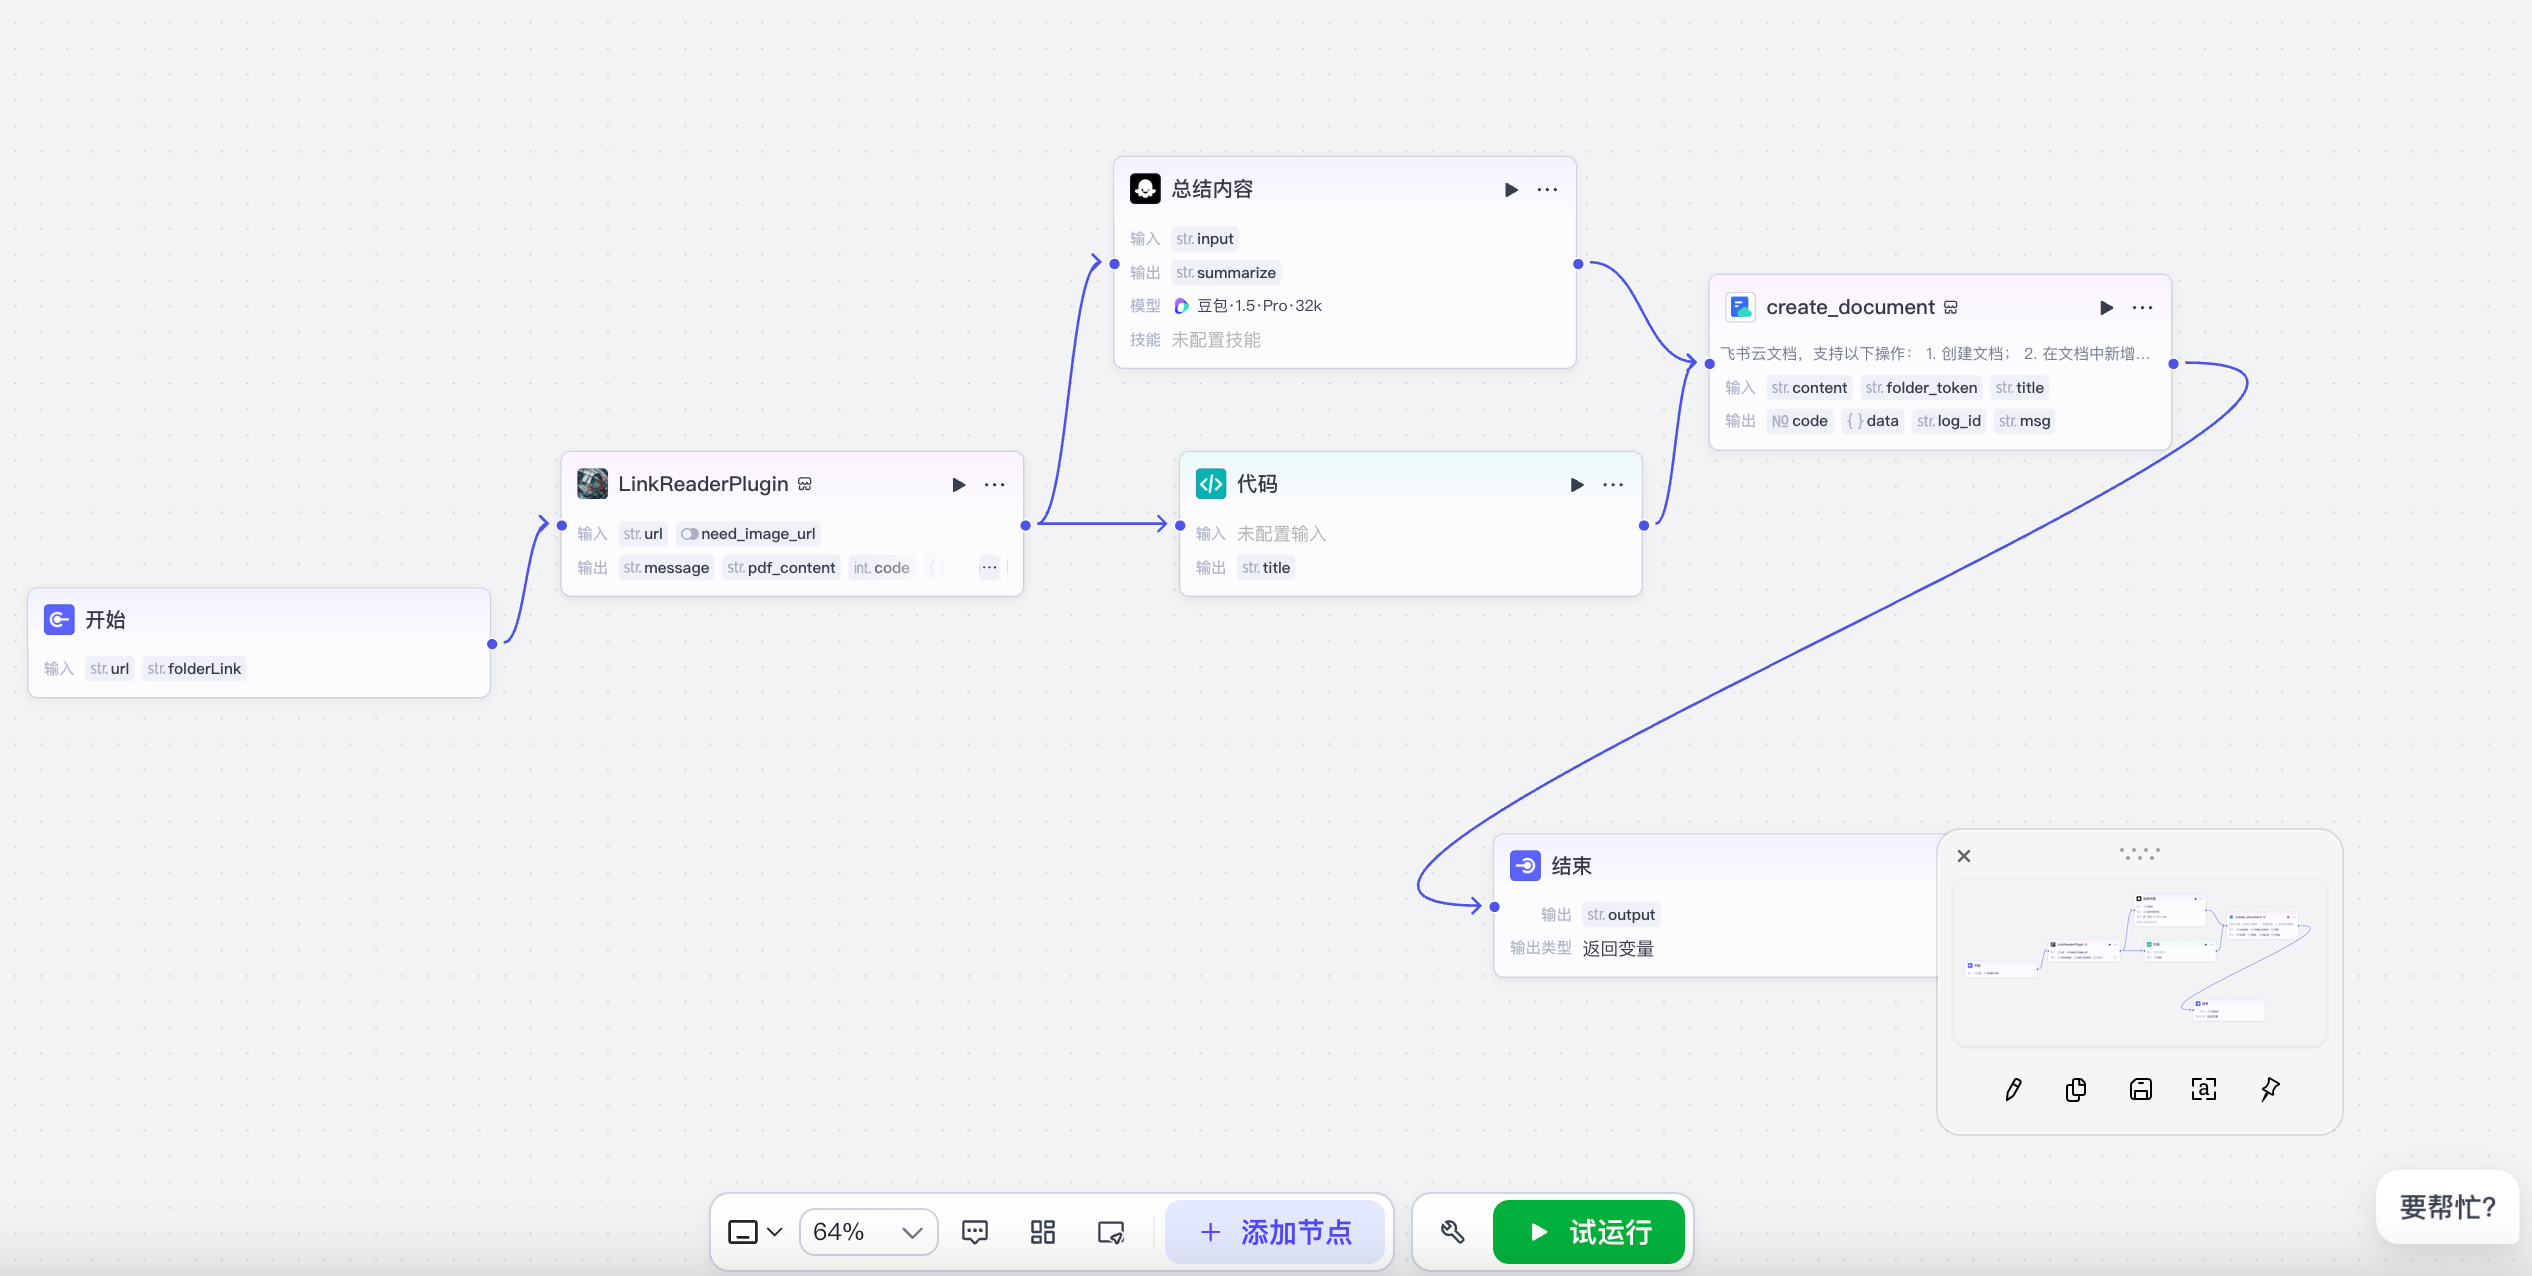 总结内容
输入 str. input
输出 str. summarize
模型 豆包·1.5·Pro·32k
技能 未配置技能
create_document
飞书云文档，支持以下操作： 1. 创建文档； 2. 在文档中新增...
输入 str. content str. folder_token str. title
输出 №code {} data str. log_id str. msg
LinkReaderPlugin
输入 str. url need_image_url
输出 str. message str. pdf_content int. code {} ...
代码
输入 未配置输入
输出 str. title
开始
输入 str. url str. folderLink
结束
输出 str. output
输出类型 返回变量
64%
添加节点
试运行
要帮忙?